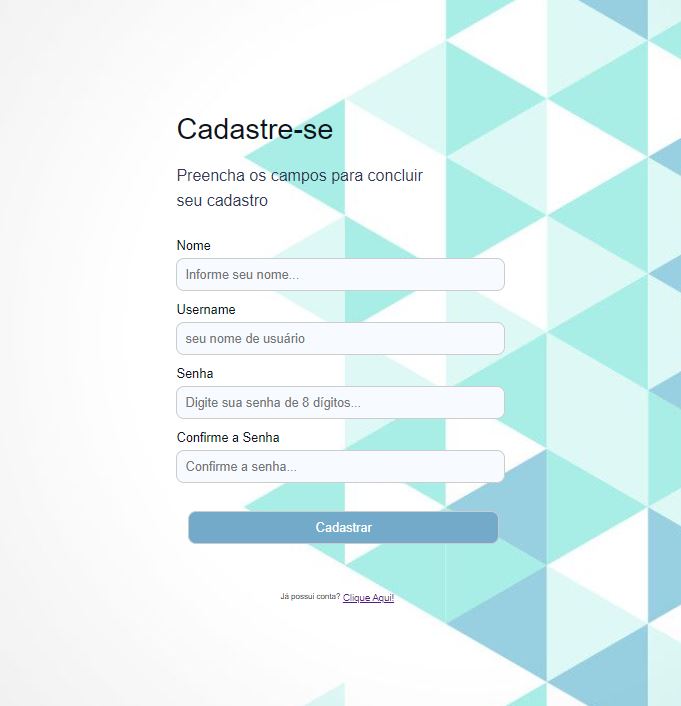 Cadastre-se
Preencha os campos para concluir
seu cadastro
Nome
Informe seu nome...
Username
seu nome de usuário
Senha
Digite sua senha de 8 dígitos...
Confirme a Senha
Confirme a senha...
Cadastrar
Já possui conta? Clique Aqui!